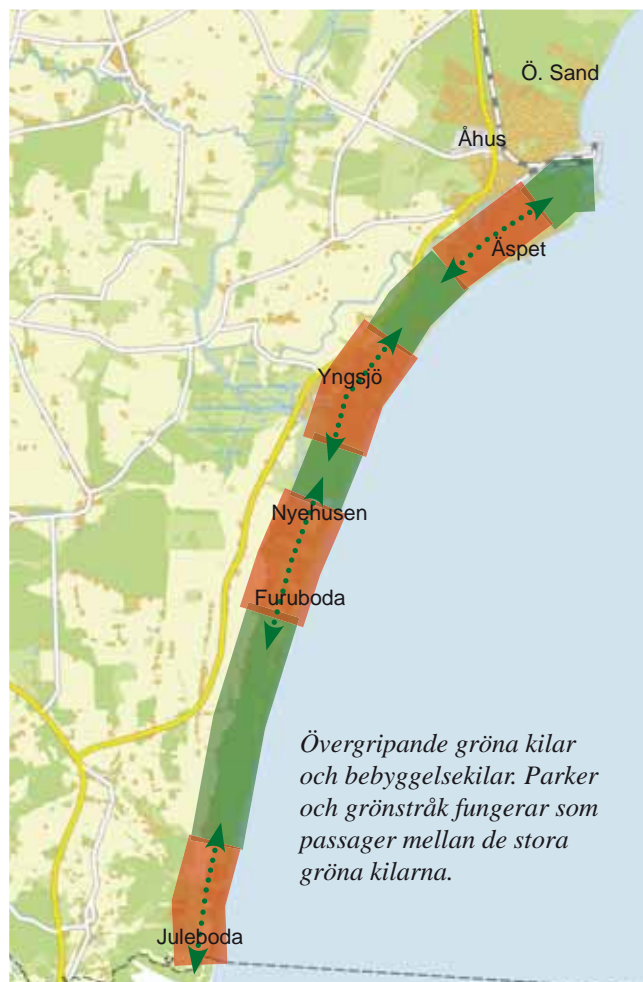 Ö. Sand
Åhus
Äspet
Yngsjö
Nyehusen
Furuboda
Övergripande gröna kilar
och bebyggelsekilar. Parker
och grönstråk fungerar som
passager mellan de stora
gröna kilarna.
Juleboda